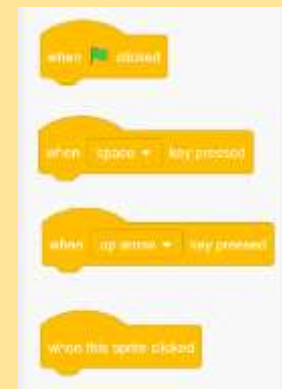 when clicked
when space key pressed
when up arrow key pressed
when this sprite clicked